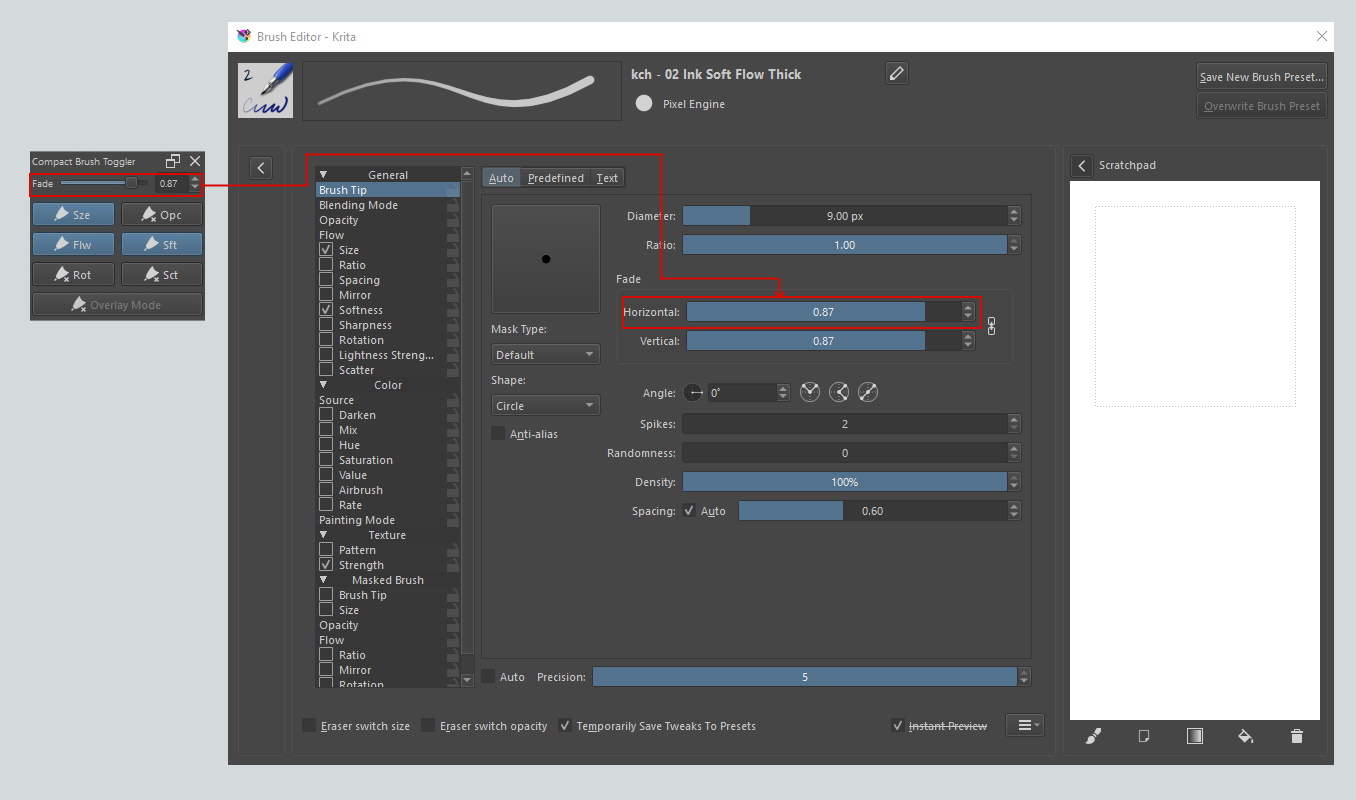 Brush Editor - Krita
2
kch - 02 Ink Soft Flow Thick
Pixel Engine
Save New Brush Preset...
Overwrite Brush Preset
Compact Brush Toggler
Fade 0.87
Sze Opc
Flw Sft
Rot Sct
Overlay Mode
General
Brush Tip
Blending Mode
Opacity
Flow
Size
Ratio
Spacing
Mirror
Softness
Sharpness
Rotation
Lightness Streng...
Scatter
Color
Source
Darken
Mix
Hue
Saturation
Value
Airbrush
Rate
Painting Mode
Texture
Pattern
Strength
Masked Brush
Brush Tip
Size
Opacity
Flow
Ratio
Mirror
Rotation
Auto Predefined Text
Mask Type:
Default
Shape:
Circle
Anti-alias
Diameter: 9.00 px
Ratio: 1.00
Fade
Horizontal: 0.87
Vertical: 0.87
Angle: 0°
Spikes: 2
Randomness: 0
Density: 100%
Spacing: Auto 0.60
Auto Precision: 5
Eraser switch size Eraser switch opacity Temporarily Save Tweaks To Presets Instant Preview
Scratchpad